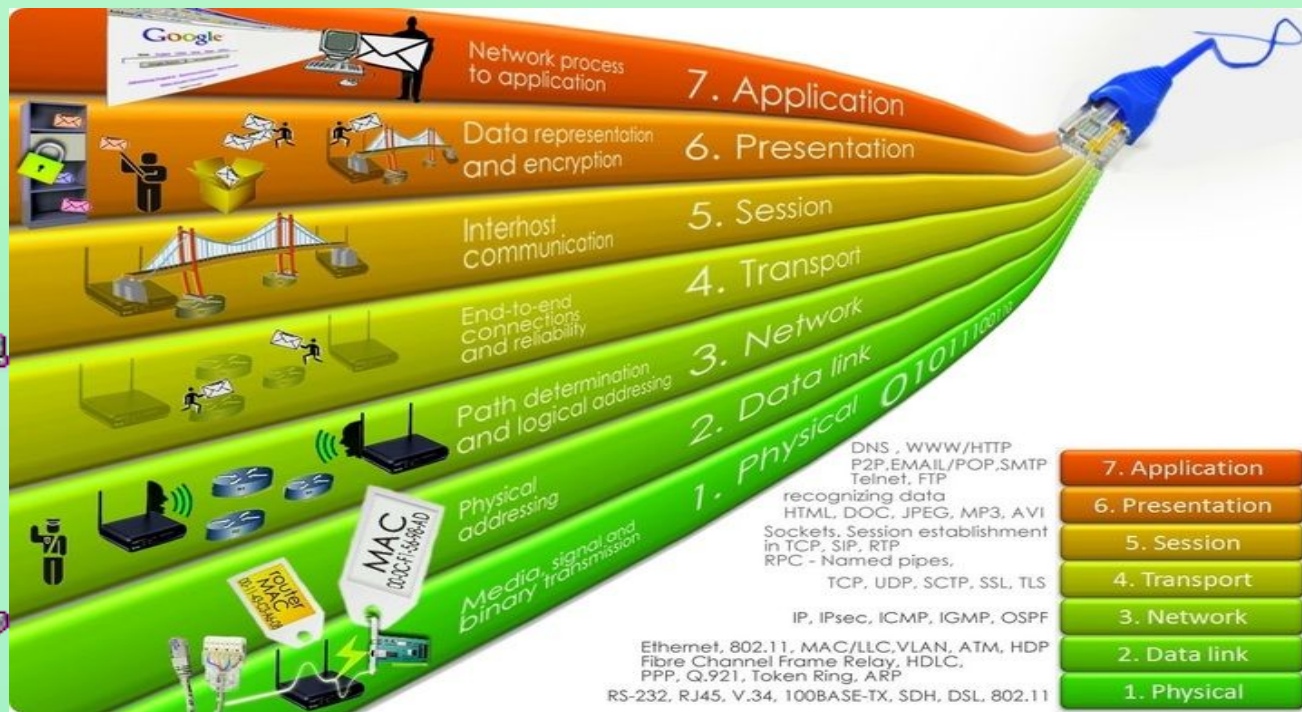 Google
Network process
to application
7. Application
Data representation
and encryption
6. Presentation
Interhost
communication
5. Session
End-to-end
connections
and reliability
4. Transport
Path determination
and logical addressing
3. Network
Physical
addressing
2. Data link
Media, signal and
binary transmission
1. Physical
MAC
router
MAC
DNS , WWW/HTTP
P2P,EMAIL/POP,SMTP
Telnet, FTP
7. Application
recognizing data
HTML, DOC, JPEG, MP3, AVI
6. Presentation
Sockets. Session establishment
in TCP, SIP, RTP
RPC - Named pipes,
5. Session
TCP, UDP, SCTP, SSL, TLS
4. Transport
IP, IPsec, ICMP, IGMP, OSPF
3. Network
Ethernet, 802.11, MAC/LLC,VLAN, ATM, HDP
Fibre Channel Frame Relay, HDLC,
PPP, Q.921, Token Ring, ARP
2. Data link
RS-232, RJ45, V.34, 100BASE-TX, SDH, DSL, 802.11
1. Physical